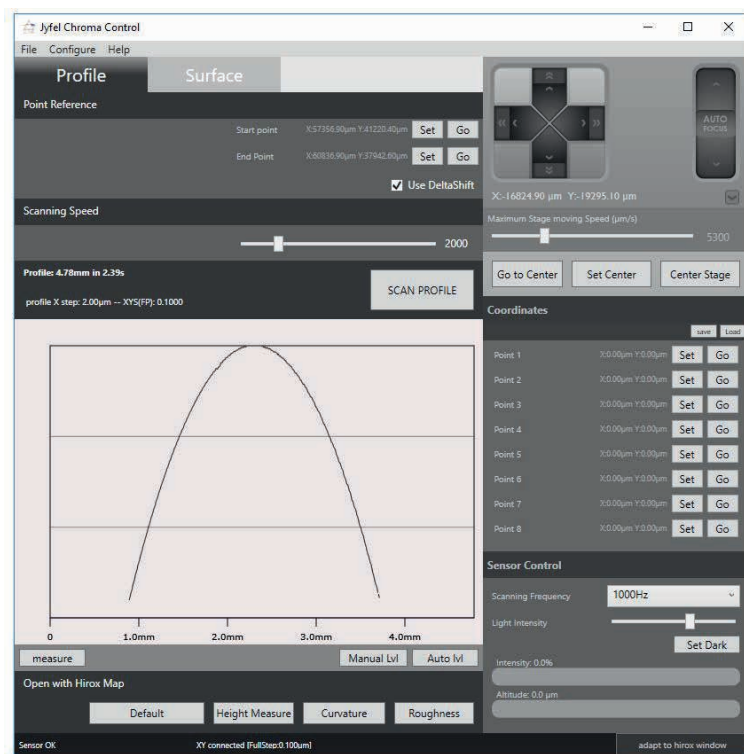 Jyfel Chroma Control
File Configure Help
Profile Surface
Point Reference
Start point X:57356.90µm Y:41220.40µm Set Go
End Point X:60836.90µm Y:37942.60µm Set Go
Use DeltaShift
Scanning Speed
2000
Profile: 4.78mm in 2.39s
profile X step: 2.00µm -- XYS(FP): 0.1000
SCAN PROFILE
0 1.0mm 2.0mm 3.0mm 4.0mm
measure Manual Lvl Auto lvl
Open with Hirox Map
Default Height Measure Curvature Roughness
AUTO
FOCUS
X:-16824.90 µm Y:-19295.10 µm
Maximum Stage moving Speed (µm/s)
5300
Go to Center Set Center Center Stage
Coordinates
save Load
Point 1 X:0.00µm Y:0.00µm Set Go
Point 2 X:0.00µm Y:0.00µm Set Go
Point 3 X:0.00µm Y:0.00µm Set Go
Point 4 X:0.00µm Y:0.00µm Set Go
Point 5 X:0.00µm Y:0.00µm Set Go
Point 6 X:0.00µm Y:0.00µm Set Go
Point 7 X:0.00µm Y:0.00µm Set Go
Point 8 X:0.00µm Y:0.00µm Set Go
Sensor Control
Scanning Frequency 1000Hz
Light Intensity
Set Dark
Intensity: 0.0%
Altitude: 0.0 µm
Sensor OK XY connected [FullStep:0.100um] adapt to hirox window